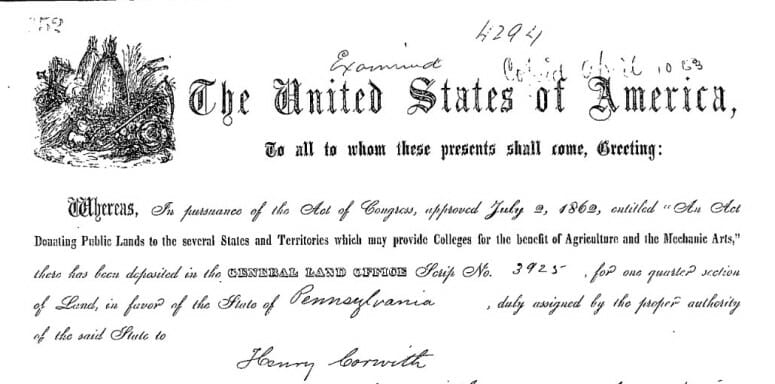 4294
Examined
The United States of America,
To all to whom these presents shall come, Greeting:
Whereas, In pursuance of the Act of Congress, approved July 2, 1862, entitled "An Act
Donating Public Lands to the several States and Territories which may provide Colleges for the benefit of Agriculture and the Mechanic Arts,"
there has been deposited in the GENERAL LAND OFFICE Scrip No. 3925, for one quarter section
of Land, in favor of the State of Pennsylvania, duly assigned by the proper authority
of the said State to
Henry Corwith